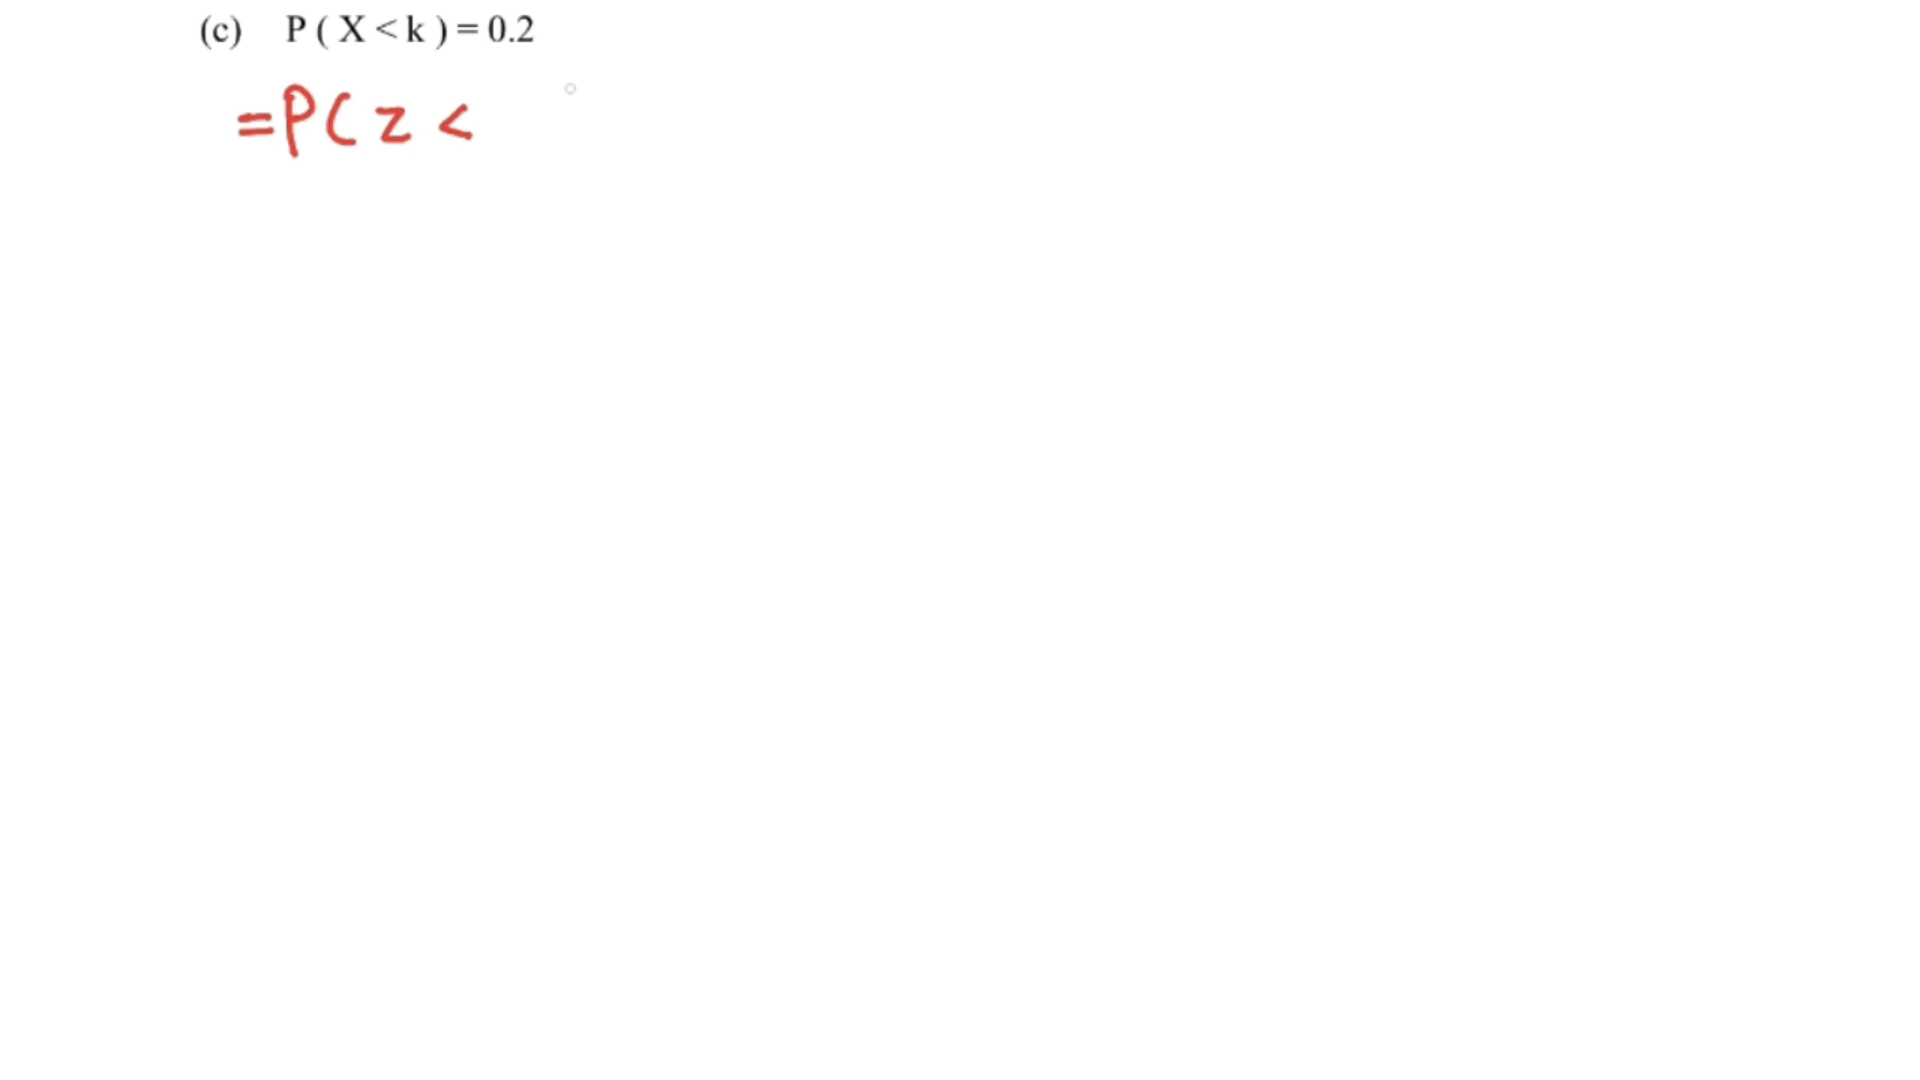 (c) P ( X < k ) = 0.2
=P( z <